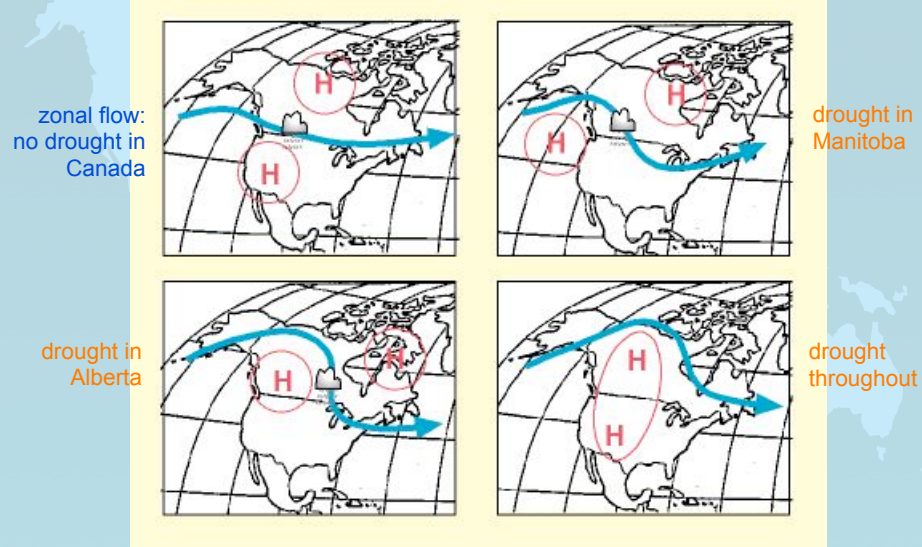 zonal flow:
no drought in
Canada
H
H
drought in
Manitoba
H
H
drought in
Alberta
H
H
drought
throughout
H
H